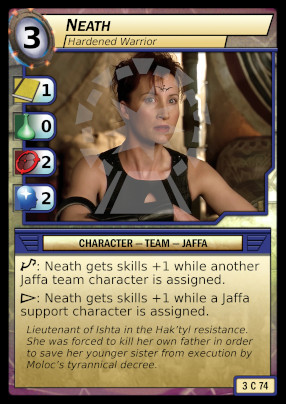 3
NEATH
Hardened Warrior
1
0
2
2
CHARACTER – TEAM – JAFFA
: Neath gets skills +1 while another
Jaffa team character is assigned.
: Neath gets skills +1 while a Jaffa
support character is assigned.
Lieutenant of Ishta in the Hak'tyl resistance.
She was forced to kill her own father in order
to save her younger sister from execution by
Moloc's tyrannical decree.
3 C 74